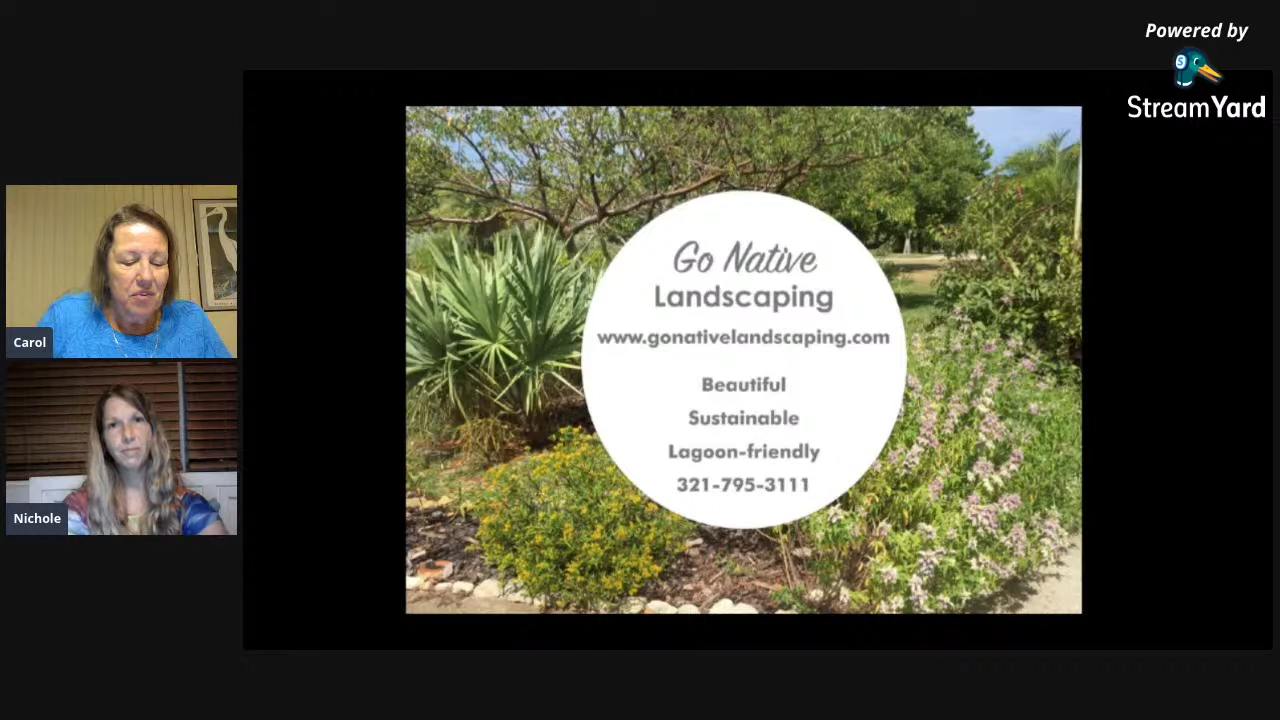 Powered by
StreamYard
Go Native
Landscaping
www.gonativelandscaping.com
Beautiful
Sustainable
Lagoon-friendly
321-795-3111
Carol
Nichole